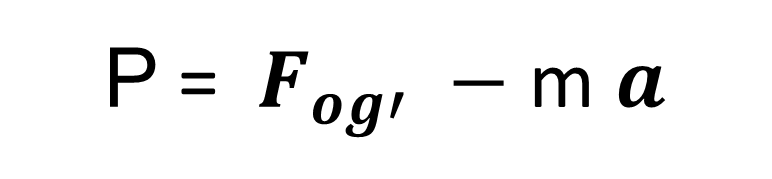 P = F_og′ − m a